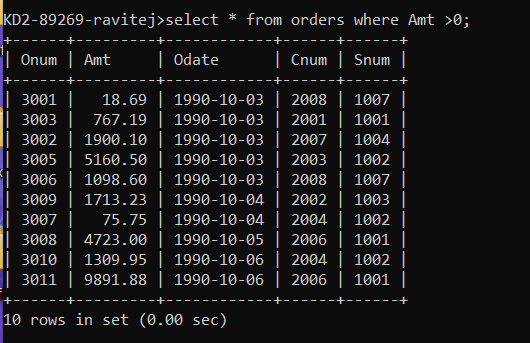 KD2-89269-ravitej>select * from orders where Amt >0;
+------+---------+------------+------+------+
| Onum | Amt     | Odate      | Cnum | Snum |
+------+---------+------------+------+------+
| 3001 |   18.69 | 1990-10-03 | 2008 | 1007 |
| 3003 |  767.19 | 1990-10-03 | 2001 | 1001 |
| 3002 | 1900.10 | 1990-10-03 | 2007 | 1004 |
| 3005 | 5160.50 | 1990-10-03 | 2003 | 1002 |
| 3006 | 1098.60 | 1990-10-03 | 2008 | 1007 |
| 3009 | 1713.23 | 1990-10-04 | 2002 | 1003 |
| 3007 |   75.75 | 1990-10-04 | 2004 | 1002 |
| 3008 | 4723.00 | 1990-10-05 | 2006 | 1001 |
| 3010 | 1309.95 | 1990-10-06 | 2004 | 1002 |
| 3011 | 9891.88 | 1990-10-06 | 2006 | 1001 |
+------+---------+------------+------+------+
10 rows in set (0.00 sec)